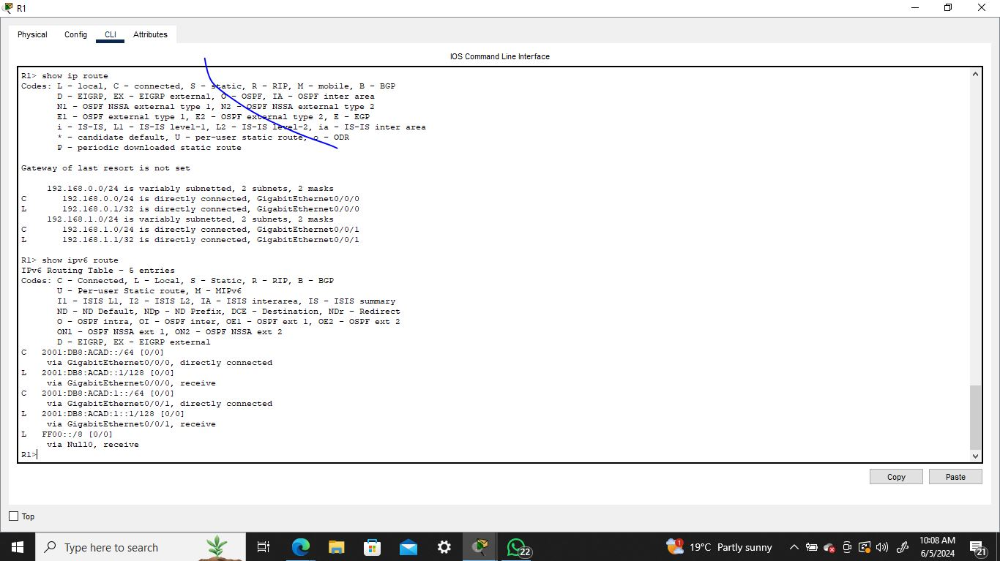 R1
Physical Config CLI Attributes
IOS Command Line Interface
R1> show ip route
Codes: L - local, C - connected, S - static, R - RIP, M - mobile, B - BGP
D - EIGRP, EX - EIGRP external, O - OSPF, IA - OSPF inter area
N1 - OSPF NSSA external type 1, N2 - OSPF NSSA external type 2
E1 - OSPF external type 1, E2 - OSPF external type 2, E - EGP
i - IS-IS, L1 - IS-IS level-1, L2 - IS-IS level-2, ia - IS-IS inter area
* - candidate default, U - per-user static route, o - ODR
P - periodic downloaded static route
Gateway of last resort is not set
192.168.0.0/24 is variably subnetted, 2 subnets, 2 masks
C 192.168.0.0/24 is directly connected, GigabitEthernet0/0/0
L 192.168.0.1/32 is directly connected, GigabitEthernet0/0/0
192.168.1.0/24 is variably subnetted, 2 subnets, 2 masks
C 192.168.1.0/24 is directly connected, GigabitEthernet0/0/1
L 192.168.1.1/32 is directly connected, GigabitEthernet0/0/1
R1> show ipv6 route
IPv6 Routing Table - 5 entries
Codes: C - Connected, L - Local, S - Static, R - RIP, B - BGP
U - Per-user Static route, M - MIPv6
I1 - ISIS L1, I2 - ISIS L2, IA - ISIS interarea, IS - ISIS summary
ND - ND Default, NDp - ND Prefix, DCE - Destination, NDr - Redirect
O - OSPF intra, OI - OSPF inter, OE1 - OSPF ext 1, OE2 - OSPF ext 2
ON1 - OSPF NSSA ext 1, ON2 - OSPF NSSA ext 2
D - EIGRP, EX - EIGRP external
C 2001:DB8:ACAD::/64 [0/0]
via GigabitEthernet0/0/0, directly connected
L 2001:DB8:ACAD::1/128 [0/0]
via GigabitEthernet0/0/0, receive
C 2001:DB8:ACAD:1::/64 [0/0]
via GigabitEthernet0/0/1, directly connected
L 2001:DB8:ACAD:1::1/128 [0/0]
via GigabitEthernet0/0/1, receive
L FF00::/8 [0/0]
via Null0, receive
R1>
Copy Paste
Top
Type here to search
22
1
19°C Partly sunny
10:08 AM
6/5/2024
21